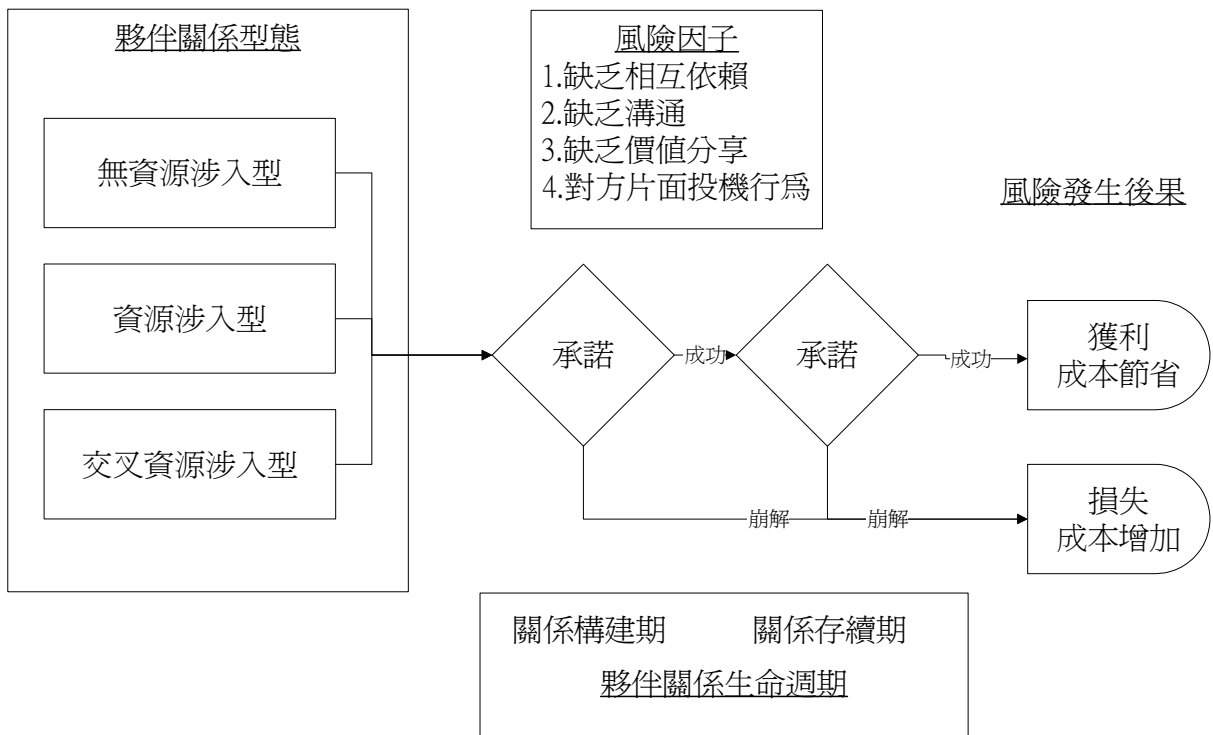 夥伴關係型態
無資源涉入型
資源涉入型
交叉資源涉入型
風險因子
1.缺乏相互依賴
2.缺乏溝通
3.缺乏價值分享
4.對方片面投機行爲
風險發生後果
承諾
成功
承諾
成功
獲利
成本節省
崩解
崩解
損失
成本增加
關係構建期
關係存續期
夥伴關係生命週期